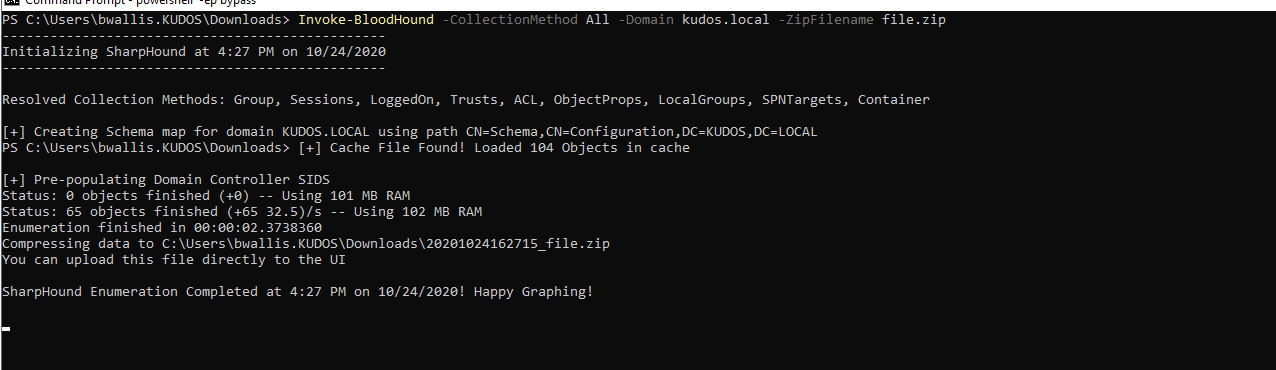 Command Prompt - powershell -ep bypass
PS C:\Users\bwallis.KUDOS\Downloads> Invoke-BloodHound -CollectionMethod All -Domain kudos.local -ZipFilename file.zip
------------------------------------------------
Initializing SharpHound at 4:27 PM on 10/24/2020
------------------------------------------------
Resolved Collection Methods: Group, Sessions, LoggedOn, Trusts, ACL, ObjectProps, LocalGroups, SPNTargets, Container
[+] Creating Schema map for domain KUDOS.LOCAL using path CN=Schema,CN=Configuration,DC=KUDOS,DC=LOCAL
PS C:\Users\bwallis.KUDOS\Downloads> [+] Cache File Found! Loaded 104 Objects in cache
[+] Pre-populating Domain Controller SIDS
Status: 0 objects finished (+0) -- Using 101 MB RAM
Status: 65 objects finished (+65 32.5)/s -- Using 102 MB RAM
Enumeration finished in 00:00:02.3738360
Compressing data to C:\Users\bwallis.KUDOS\Downloads\20201024162715_file.zip
You can upload this file directly to the UI
SharpHound Enumeration Completed at 4:27 PM on 10/24/2020! Happy Graphing!